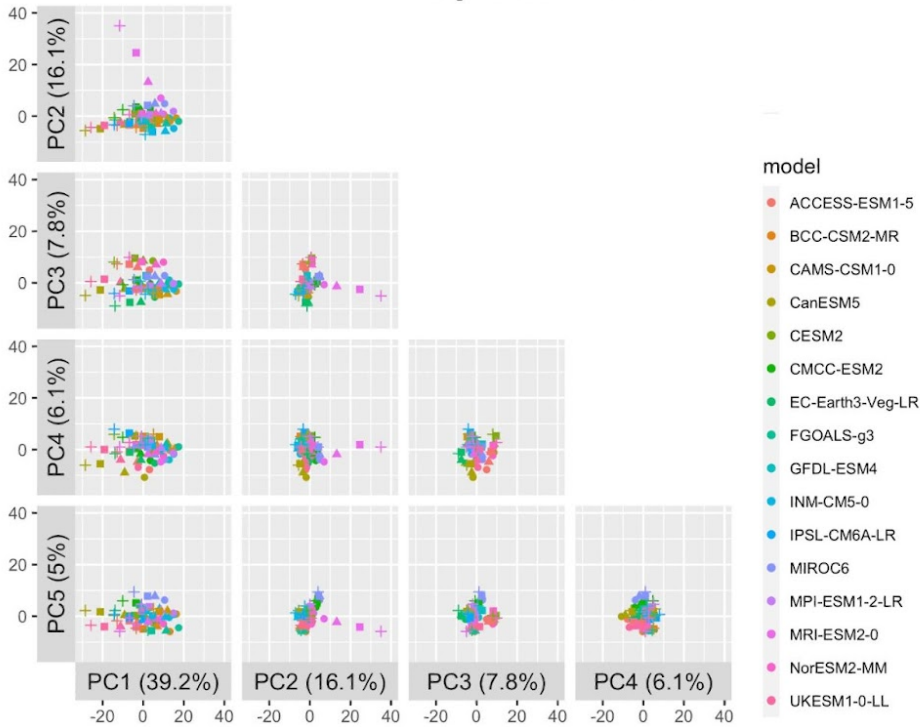 40
20
0
PC2 (16.1%)
40
20
0
PC3 (7.8%)
40
20
0
PC4 (6.1%)
40
20
0
PC5 (5%)
PC1 (39.2%)
PC2 (16.1%)
PC3 (7.8%)
PC4 (6.1%)
-20 0 20 40
-20 0 20 40
-20 0 20 40
-20 0 20 40
model
ACCESS-ESM1-5
BCC-CSM2-MR
CAMS-CSM1-0
CanESM5
CESM2
CMCC-ESM2
EC-Earth3-Veg-LR
FGOALS-g3
GFDL-ESM4
INM-CM5-0
IPSL-CM6A-LR
MIROC6
MPI-ESM1-2-LR
MRI-ESM2-0
NorESM2-MM
UKESM1-0-LL